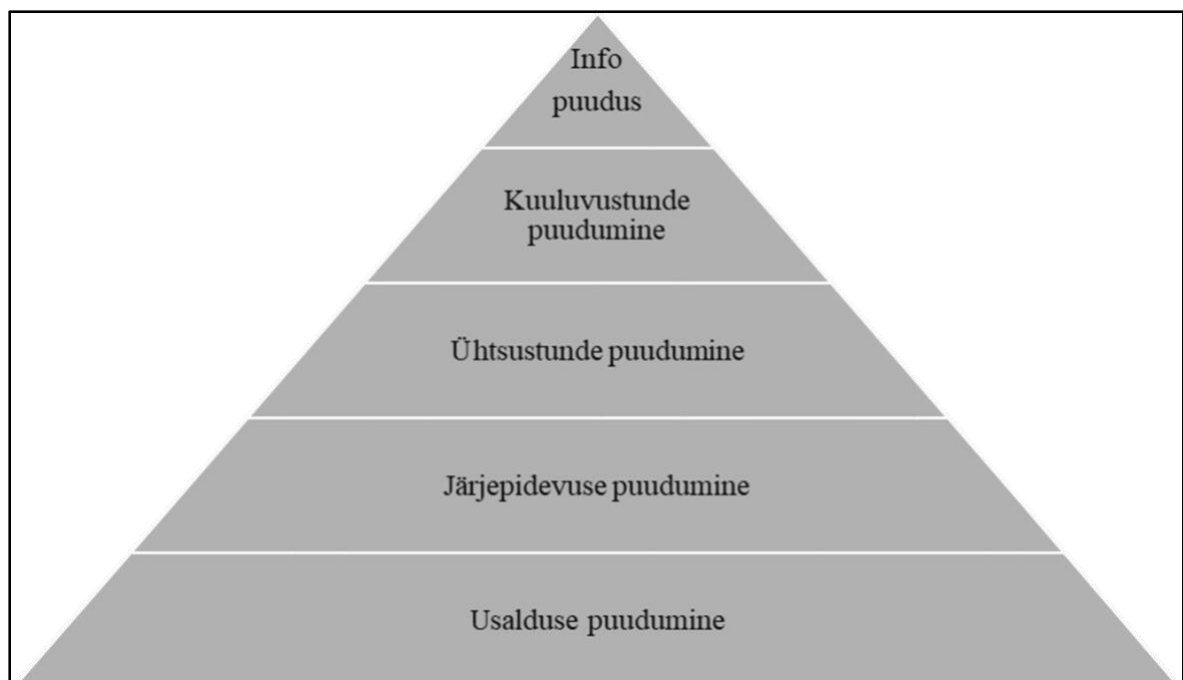 Info
puudus
Kuuluvustunde
puudumine
Ühtsustunde puudumine
Järjepidevuse puudumine
Usalduse puudumine